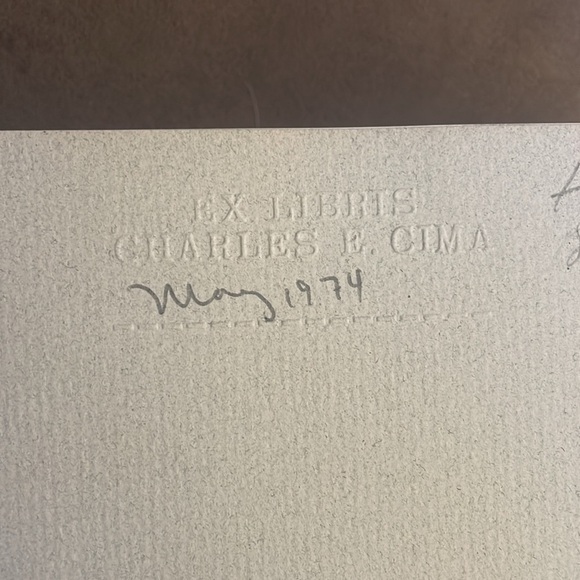 EX LIBRIS
CHARLES E. CIMA
May 1974